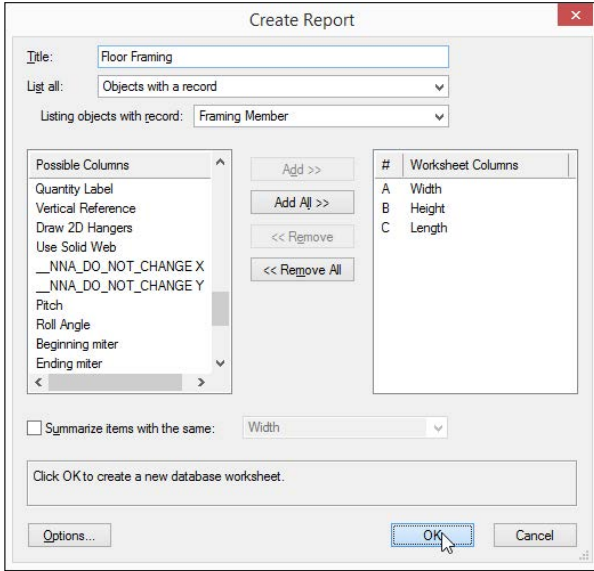 Create Report
Title: Floor Framing
List all: Objects with a record
Listing objects with record: Framing Member
Possible Columns
Quantity Label
Vertical Reference
Draw 2D Hangers
Use Solid Web
__NNA_DO_NOT_CHANGE X
__NNA_DO_NOT_CHANGE Y
Pitch
Roll Angle
Beginning miter
Ending miter
Add >>
Add All >>
<< Remove
<< Remove All
# Worksheet Columns
A Width
B Height
C Length
Summarize items with the same: Width
Click OK to create a new database worksheet.
Options...
OK
Cancel